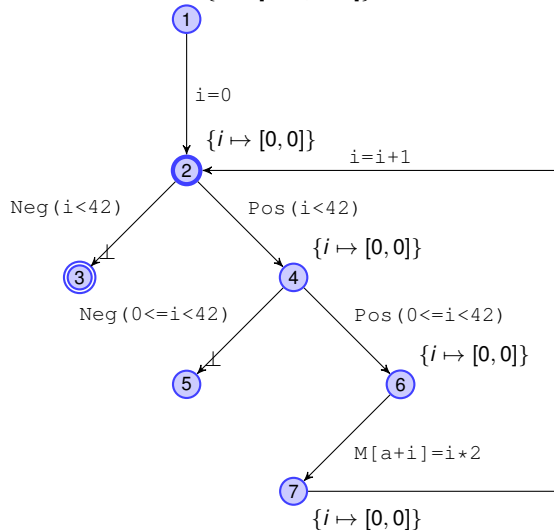 1
i=0
{i ↦ [0, 0]}
i=i+1
2
Neg(i<42)
Pos(i<42)
{i ↦ [0, 0]}
⊥
3
4
Neg(0<=i<42)
Pos(0<=i<42)
{i ↦ [0, 0]}
⊥
5
6
M[a+i]=i*2
7
{i ↦ [0, 0]}